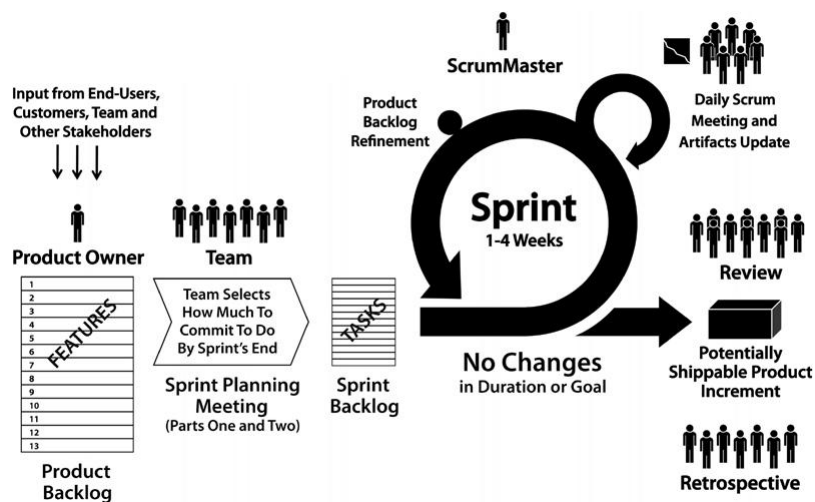 Input from End-Users,
Customers, Team and
Other Stakeholders
Product Owner
1
2
3
4
5
6
7
8
9
10
11
12
13
FEATURES
Product
Backlog
Team
Team Selects
How Much To
Commit To Do
By Sprint's End
Sprint Planning
Meeting
(Parts One and Two)
TASKS
Sprint
Backlog
ScrumMaster
Product
Backlog
Refinement
Sprint
1-4 Weeks
No Changes
in Duration or Goal
Daily Scrum
Meeting and
Artifacts Update
Review
Potentially
Shippable Product
Increment
Retrospective